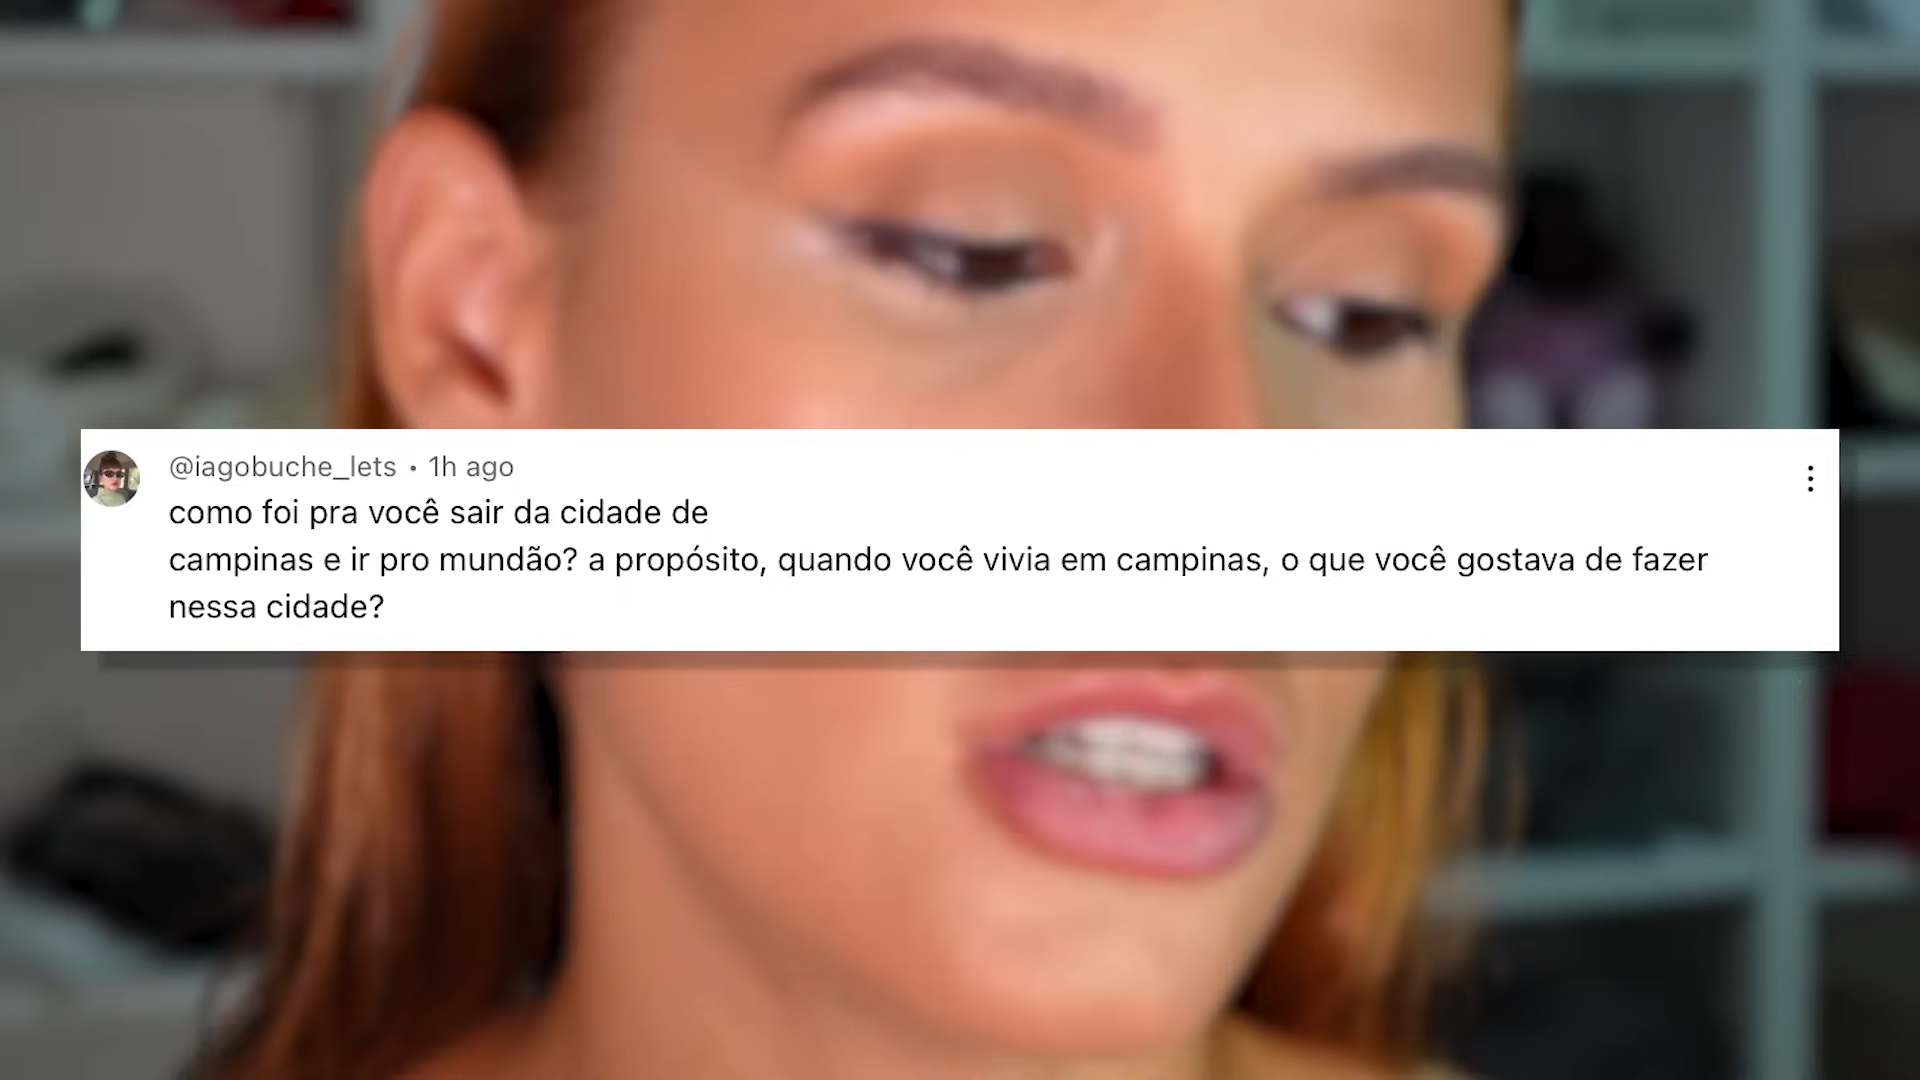 @iagobuche_lets • 1h ago
como foi pra você sair da cidade de
campinas e ir pro mundão? a propósito, quando você vivia em campinas, o que você gostava de fazer
nessa cidade?